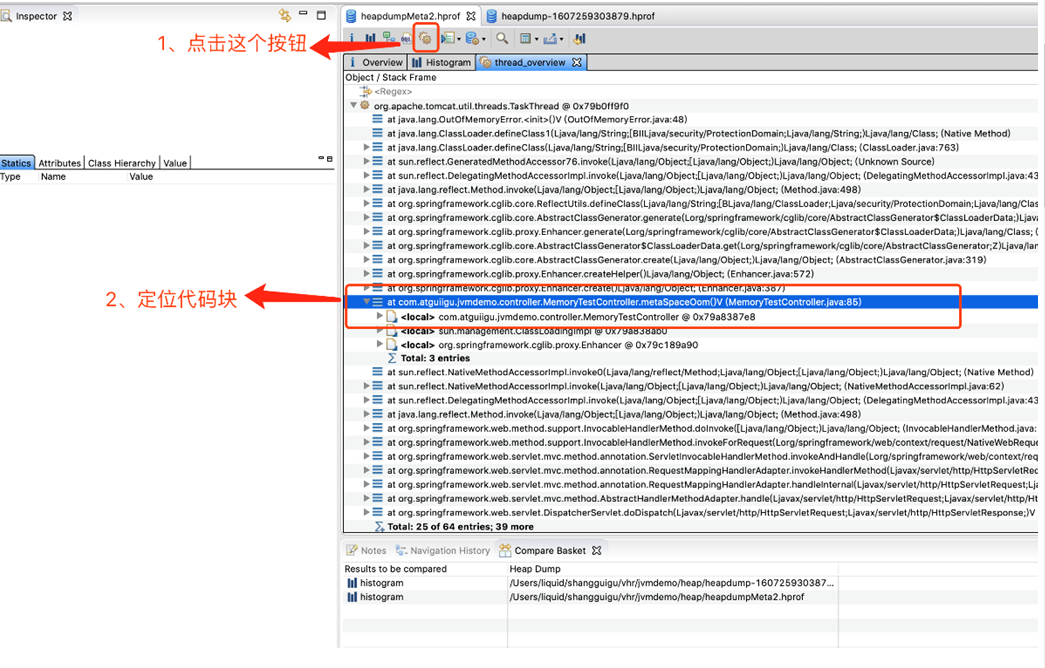 Inspector
heapdumpMeta2.hprof
heapdump-1607259303879.hprof
1、点击这个按钮
Overview
Histogram
thread_overview
Object / Stack Frame
<Regex>
org.apache.tomcat.util.threads.TaskThread @ 0x79b0ff9f0
at java.lang.OutOfMemoryError.<init>()V (OutOfMemoryError.java:48)
at java.lang.ClassLoader.defineClass1(Ljava/lang/String;[BIILjava/security/ProtectionDomain;Ljava/lang/String;)Ljava/lang/Class; (Native Method)
at java.lang.ClassLoader.defineClass(Ljava/lang/String;[BIILjava/security/ProtectionDomain;)Ljava/lang/Class; (ClassLoader.java:763)
at sun.reflect.GeneratedMethodAccessor76.invoke(Ljava/lang/Object;[Ljava/lang/Object;)Ljava/lang/Object; (Unknown Source)
at sun.reflect.DelegatingMethodAccessorImpl.invoke(Ljava/lang/Object;[Ljava/lang/Object;)Ljava/lang/Object; (DelegatingMethodAccessorImpl.java:43
at java.lang.reflect.Method.invoke(Ljava/lang/Object;[Ljava/lang/Object;)Ljava/lang/Object; (Method.java:498)
at org.springframework.cglib.core.ReflectUtils.defineClass(Ljava/lang/String;[BLjava/lang/ClassLoader;Ljava/security/ProtectionDomain;Ljava/lang/Clas
at org.springframework.cglib.core.AbstractClassGenerator.generate(Lorg/springframework/cglib/core/AbstractClassGenerator$ClassLoaderData;)Ljav
at org.springframework.cglib.proxy.Enhancer.generate(Lorg/springframework/cglib/core/AbstractClassGenerator$ClassLoaderData;)Ljava/lang/Class; (
at org.springframework.cglib.core.AbstractClassGenerator$ClassLoaderData.get(Lorg/springframework/cglib/core/AbstractClassGenerator;Z)Ljava/lan
at org.springframework.cglib.core.AbstractClassGenerator.create(Ljava/lang/Object;)Ljava/lang/Object; (AbstractClassGenerator.java:319)
at org.springframework.cglib.proxy.Enhancer.createHelper()Ljava/lang/Object; (Enhancer.java:572)
at org.springframework.cglib.proxy.Enhancer.create()Ljava/lang/Object; (Enhancer.java:387)
at com.atguiigu.jvmdemo.controller.MemoryTestController.metaSpaceOom()V (MemoryTestController.java:85)
<local> com.atguiigu.jvmdemo.controller.MemoryTestController @ 0x79a8387e8
<local> sun.management.ClassLoadingImpl @ 0x79a838ab0
<local> org.springframework.cglib.proxy.Enhancer @ 0x79c189a90
Total: 3 entries
at sun.reflect.NativeMethodAccessorImpl.invoke0(Ljava/lang/reflect/Method;Ljava/lang/Object;[Ljava/lang/Object;)Ljava/lang/Object; (Native Method)
at sun.reflect.NativeMethodAccessorImpl.invoke(Ljava/lang/Object;[Ljava/lang/Object;)Ljava/lang/Object; (NativeMethodAccessorImpl.java:62)
at sun.reflect.DelegatingMethodAccessorImpl.invoke(Ljava/lang/Object;[Ljava/lang/Object;)Ljava/lang/Object; (DelegatingMethodAccessorImpl.java:43
at java.lang.reflect.Method.invoke(Ljava/lang/Object;[Ljava/lang/Object;)Ljava/lang/Object; (Method.java:498)
at org.springframework.web.method.support.InvocableHandlerMethod.doInvoke([Ljava/lang/Object;)Ljava/lang/Object; (InvocableHandlerMethod.java:
at org.springframework.web.method.support.InvocableHandlerMethod.invokeForRequest(Lorg/springframework/web/context/request/NativeWebReque
at org.springframework.web.servlet.mvc.method.annotation.ServletInvocableHandlerMethod.invokeAndHandle(Lorg/springframework/web/context/req
at org.springframework.web.servlet.mvc.method.annotation.RequestMappingHandlerAdapter.invokeHandlerMethod(Ljavax/servlet/http/HttpServletRec
at org.springframework.web.servlet.mvc.method.annotation.RequestMappingHandlerAdapter.handleInternal(Ljavax/servlet/http/HttpServletRequest;Lj
at org.springframework.web.servlet.mvc.method.AbstractHandlerMethodAdapter.handle(Ljavax/servlet/http/HttpServletRequest;Ljavax/servlet/http/Ht
at org.springframework.web.servlet.DispatcherServlet.doDispatch(Ljavax/servlet/http/HttpServletRequest;Ljavax/servlet/http/HttpServletResponse;)V
Total: 25 of 64 entries; 39 more
Statics
Attributes
Class Hierarchy
Value
Type
Name
Value
2、定位代码块
Notes
Navigation History
Compare Basket
Results to be compared
Heap Dump
histogram
/Users/liquid/shangguigu/vhr/jvmdemo/heap/heapdump-160725930387...
histogram
/Users/liquid/shangguigu/vhr/jvmdemo/heap/heapdumpMeta2.hprof